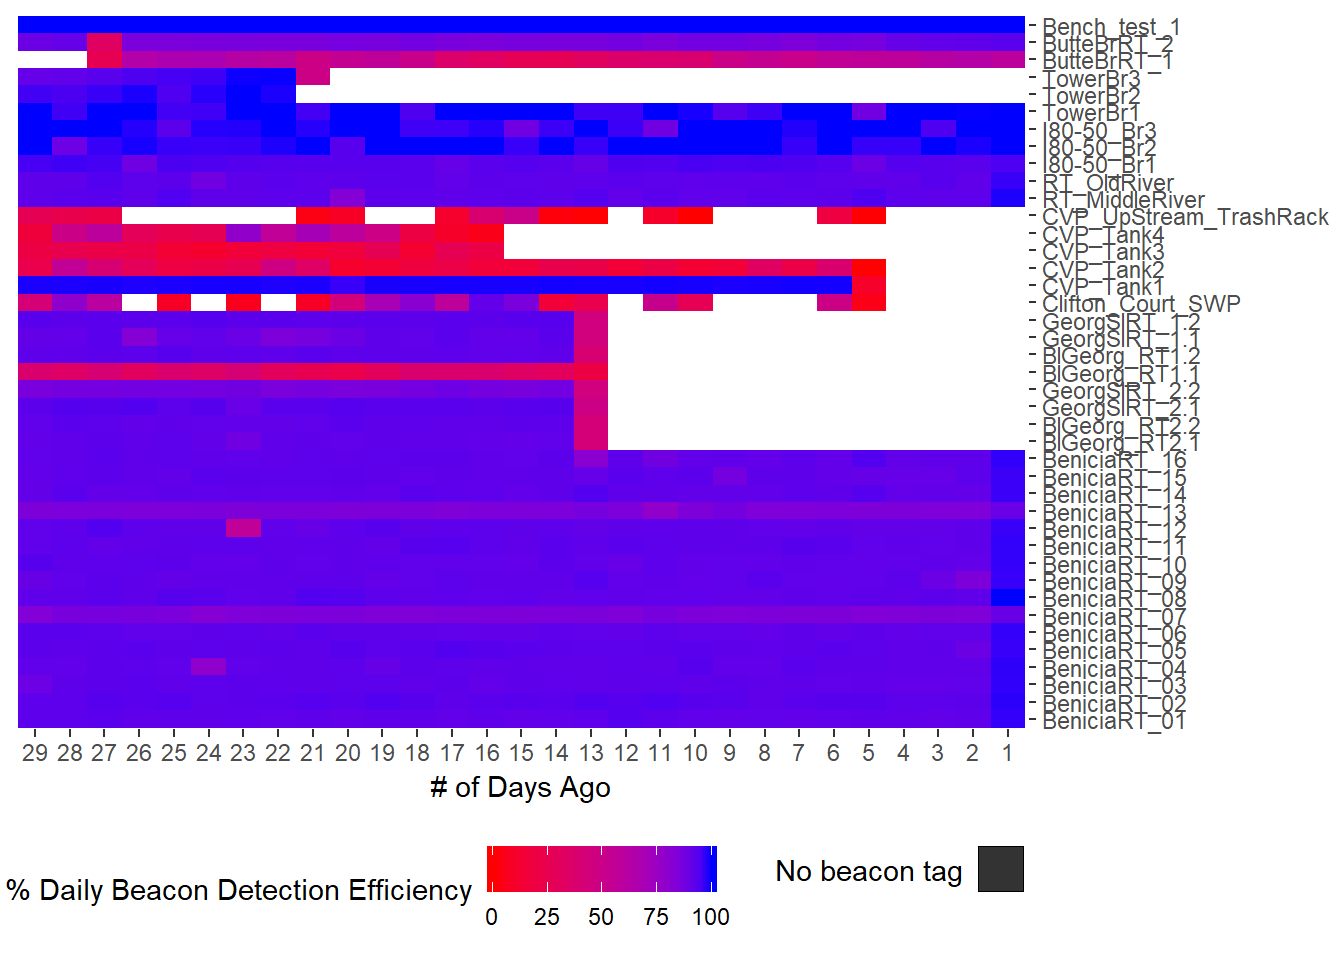 Bench_test_1
ButteBrRT_2
ButteBrRT_1
TowerBr3
TowerBr2
TowerBr1
I80-50_Br3
I80-50_Br2
I80-50_Br1
RT_OldRiver
RT_MiddleRiver
CVP_UpStream_TrashRack
CVP_Tank4
CVP_Tank3
CVP_Tank2
CVP_Tank1
Clifton_Court_SWP
GeorgSlRT_1.2
GeorgSlRT_1.1
BlGeorg_RT1.2
BlGeorg_RT1.1
GeorgSlRT_2.2
GeorgSlRT_2.1
BlGeorg_RT2.2
BlGeorg_RT2.1
BeniciaRT_16
BeniciaRT_15
BeniciaRT_14
BeniciaRT_13
BeniciaRT_12
BeniciaRT_11
BeniciaRT_10
BeniciaRT_09
BeniciaRT_08
BeniciaRT_07
BeniciaRT_06
BeniciaRT_05
BeniciaRT_04
BeniciaRT_03
BeniciaRT_02
BeniciaRT_01
29 28 27 26 25 24 23 22 21 20 19 18 17 16 15 14 13 12 11 10 9 8 7 6 5 4 3 2 1
# of Days Ago
% Daily Beacon Detection Efficiency
0 25 50 75 100
No beacon tag